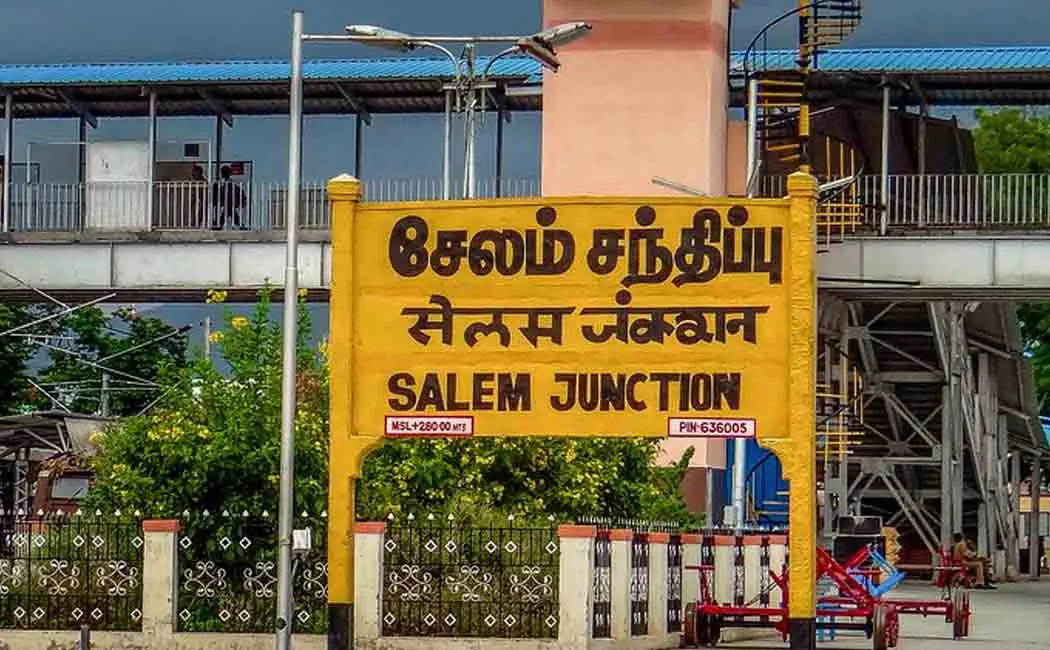 சேலம் சந்திப்பு
सेलम जंक्शन
SALEM JUNCTION
MSL+280·00 MTS
PIN-636005